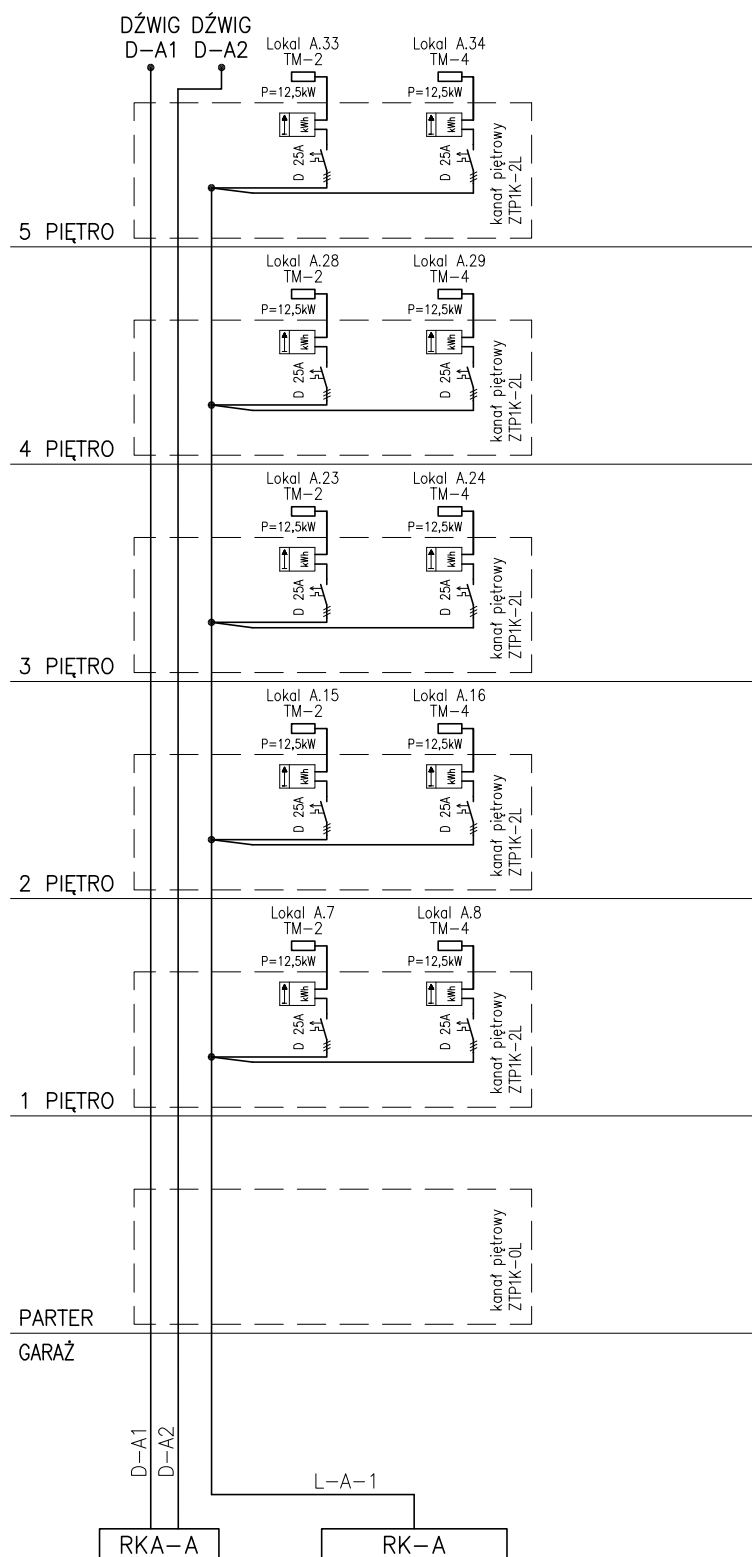 DŹWIG
D-A1
DŹWIG
D-A2
Lokal A.33
TM-2
P=12,5kW
kWh
D 25A
Lokal A.34
TM-4
P=12,5kW
kWh
D 25A
kanał piętrowy
ZTP1K-2L
5 PIĘTRO
Lokal A.28
TM-2
P=12,5kW
kWh
D 25A
Lokal A.29
TM-4
P=12,5kW
kWh
D 25A
kanał piętrowy
ZTP1K-2L
4 PIĘTRO
Lokal A.23
TM-2
P=12,5kW
kWh
D 25A
Lokal A.24
TM-4
P=12,5kW
kWh
D 25A
kanał piętrowy
ZTP1K-2L
3 PIĘTRO
Lokal A.15
TM-2
P=12,5kW
kWh
D 25A
Lokal A.16
TM-4
P=12,5kW
kWh
D 25A
kanał piętrowy
ZTP1K-2L
2 PIĘTRO
Lokal A.7
TM-2
P=12,5kW
kWh
D 25A
Lokal A.8
TM-4
P=12,5kW
kWh
D 25A
kanał piętrowy
ZTP1K-2L
1 PIĘTRO
kanał piętrowy
ZTP1K-0L
PARTER
GARAŻ
D-A1
D-A2
L-A-1
RKA-A
RK-A